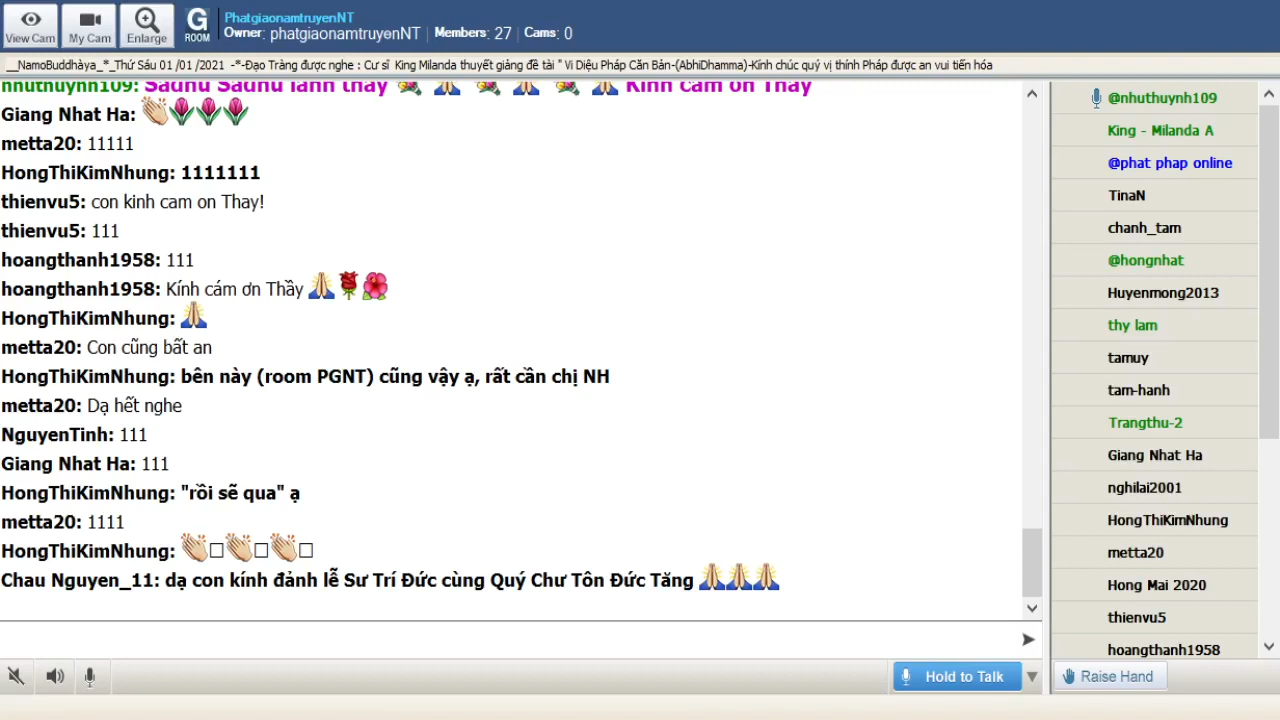 View Cam
My Cam
Enlarge
G ROOM
PhatgiaonamtruyenNT
Owner: phatgiaonamtruyenNT | Members: 27 | Cams: 0
__NamoBuddhàya_*_Thứ Sáu 01 /01 /2021 -*-Đạo Tràng được nghe : Cư sĩ King Milanda thuyết giảng đề tài " Vi Diệu Pháp Căn Bản-(AbhiDhamma)-Kính chúc quý vị thính Pháp được an vui tiến hóa
nhuthuynh109: Sadhu Sadhu lành thay 💐 🙏 💐 🙏 💐 🙏 Kính cám ơn Thầy
Giang Nhat Ha: 👏🌷🌷🌷
metta20: 11111
HongThiKimNhung: 1111111
thienvu5: con kinh cam on Thay!
thienvu5: 111
hoangthanh1958: 111
hoangthanh1958: Kính cám ơn Thầy 🙏🌹🌺
HongThiKimNhung: 🙏
metta20: Con cũng bất an
HongThiKimNhung: bên này (room PGNT) cũng vậy ạ, rất cần chị NH
metta20: Dạ hết nghe
NguyenTinh: 111
Giang Nhat Ha: 111
HongThiKimNhung: "rồi sẽ qua" ạ
metta20: 1111
HongThiKimNhung: 👏□👏□👏□
Chau Nguyen_11: dạ con kính đảnh lễ Sư Trí Đức cùng Quý Chư Tôn Đức Tăng 🙏🙏🙏
Hold to Talk
@nhuthuynh109
King - Milanda A
@phat phap online
TinaN
chanh_tam
@hongnhat
Huyenmong2013
thy lam
tamuy
tam-hanh
Trangthu-2
Giang Nhat Ha
nghilai2001
HongThiKimNhung
metta20
Hong Mai 2020
thienvu5
hoangthanh1958
Raise Hand